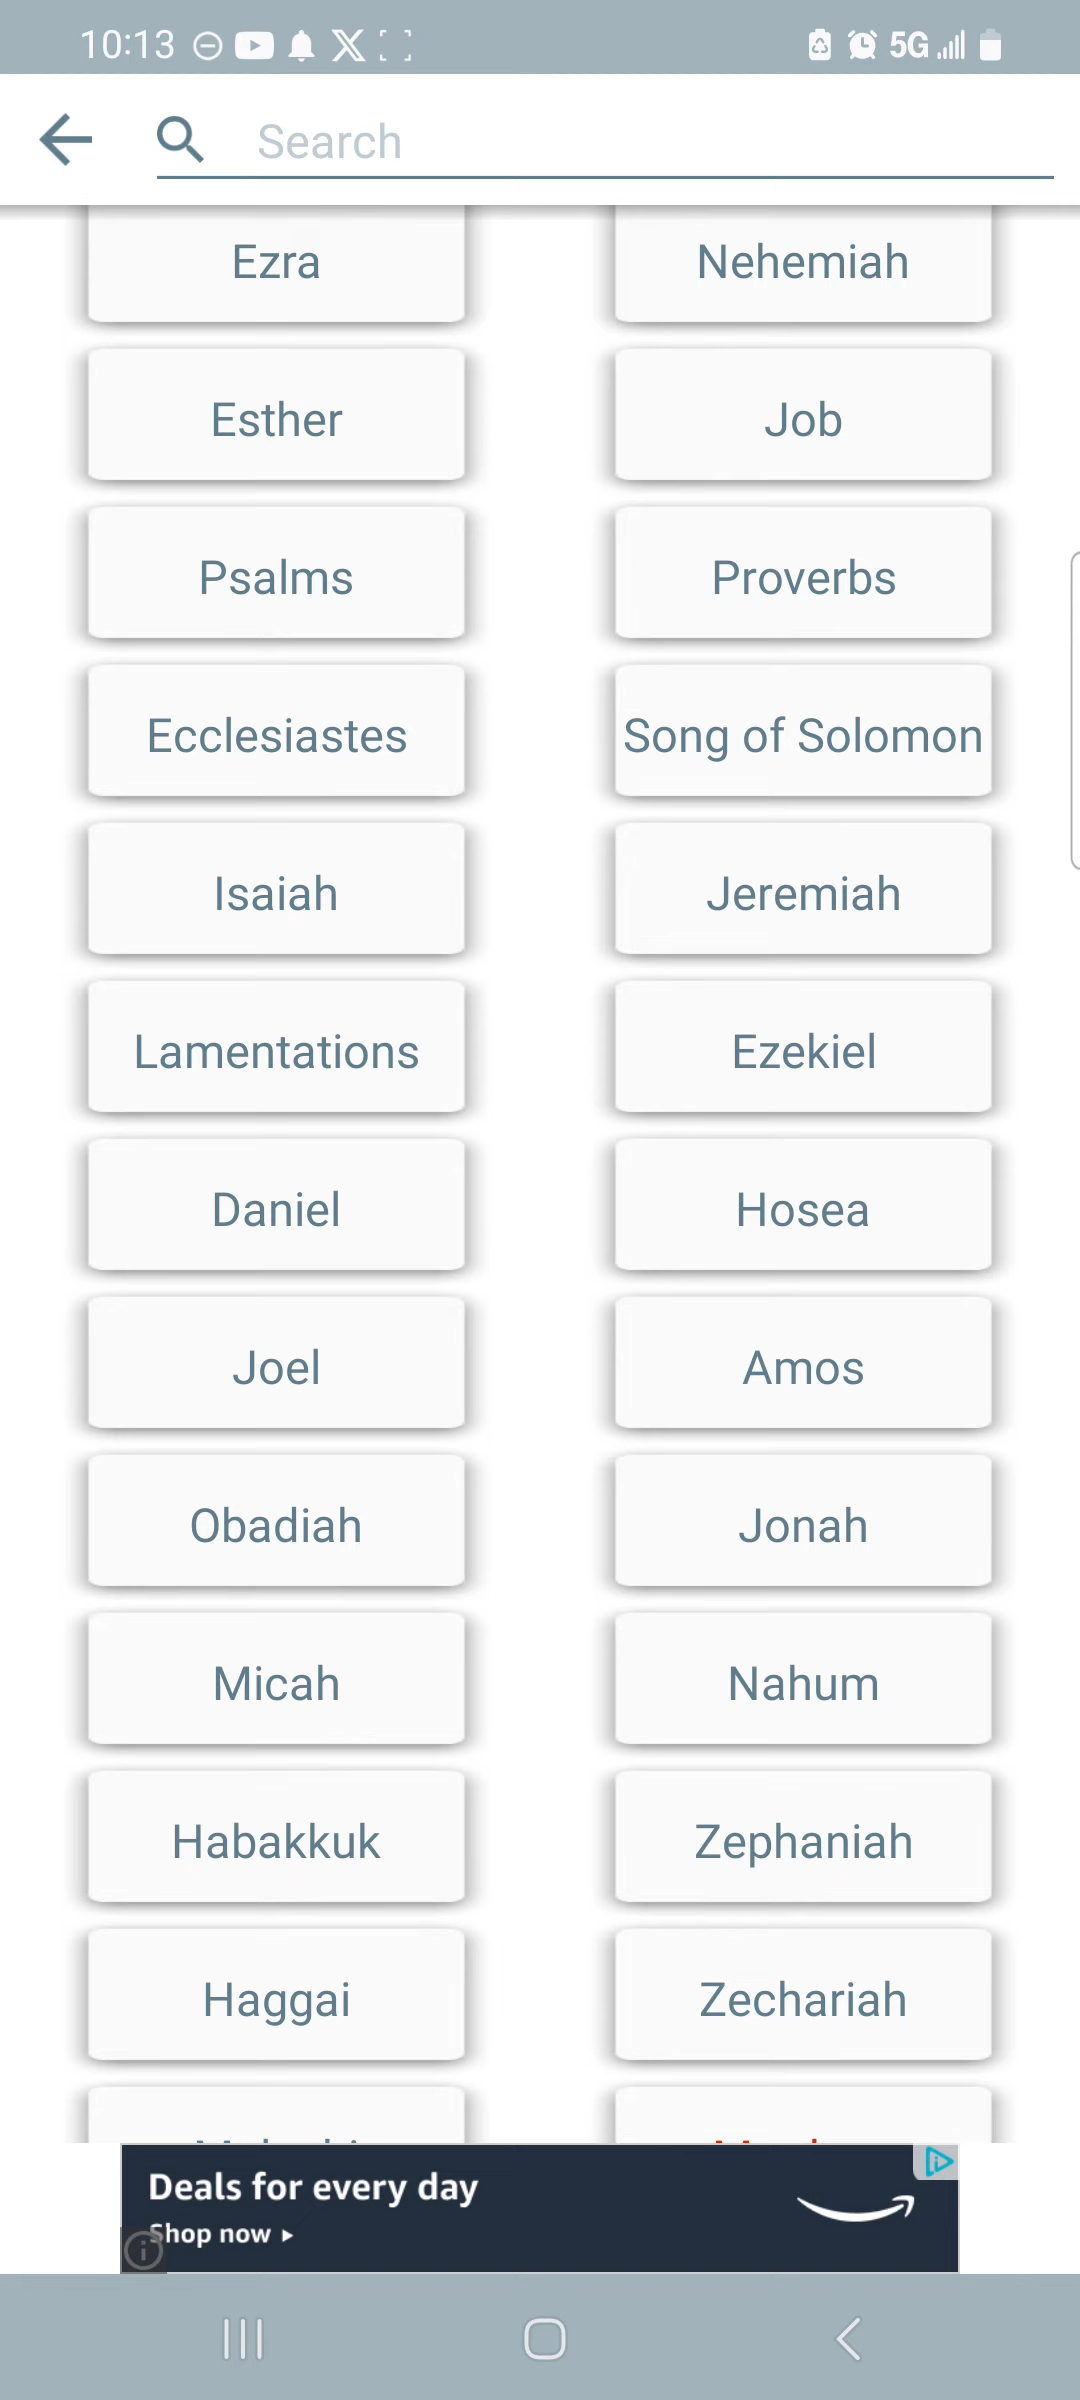 10:13 5G
Search
Ezra Nehemiah
Esther Job
Psalms Proverbs
Ecclesiastes Song of Solomon
Isaiah Jeremiah
Lamentations Ezekiel
Daniel Hosea
Joel Amos
Obadiah Jonah
Micah Nahum
Habakkuk Zephaniah
Haggai Zechariah
Deals for every day
Shop now